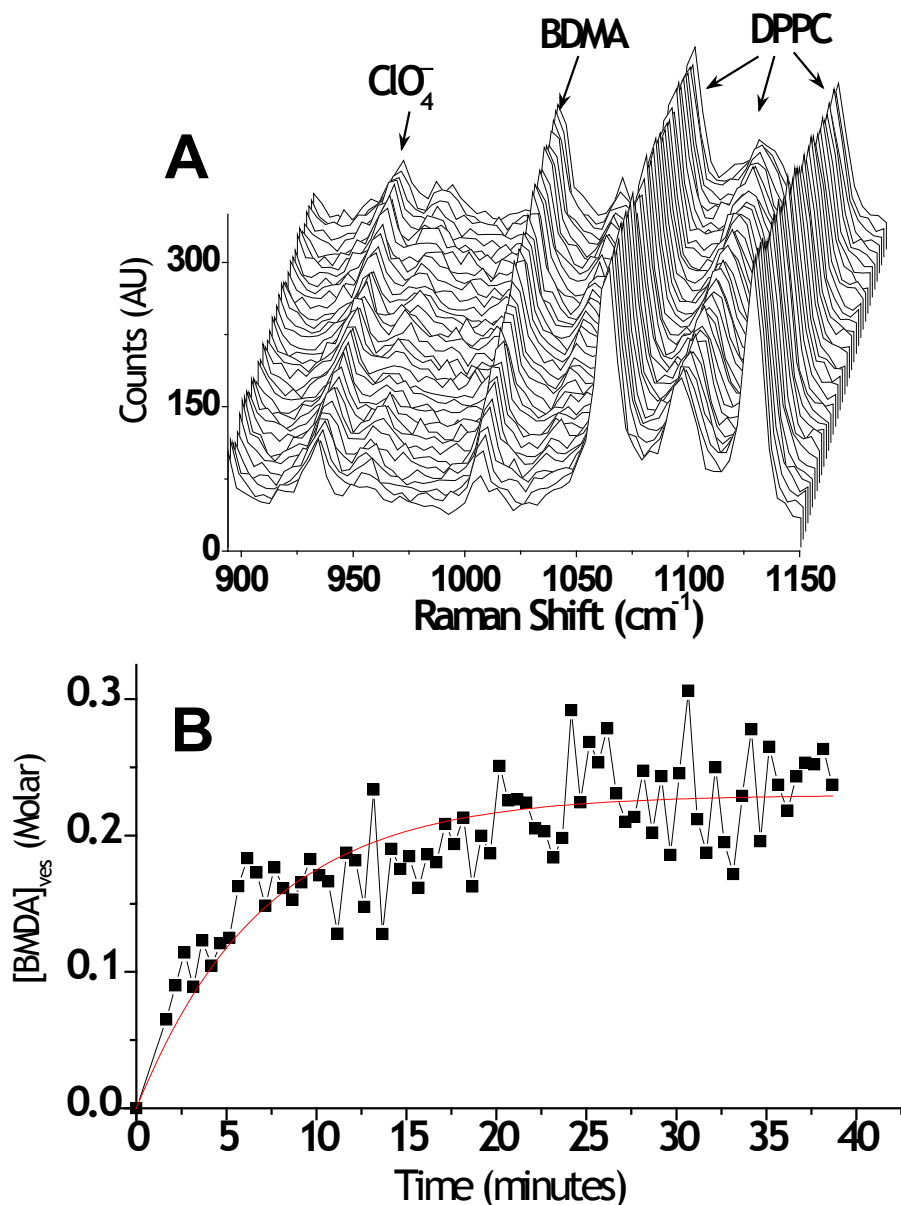 BDMA
DPPC
ClO₄⁻
A
300
150
0
Counts (AU)
900 950 1000 1050 1100 1150
Raman Shift (cm⁻¹)
B
0.3
0.2
0.1
0.0
[BMDA]ves (Molar)
0 5 10 15 20 25 30 35 40
Time (minutes)